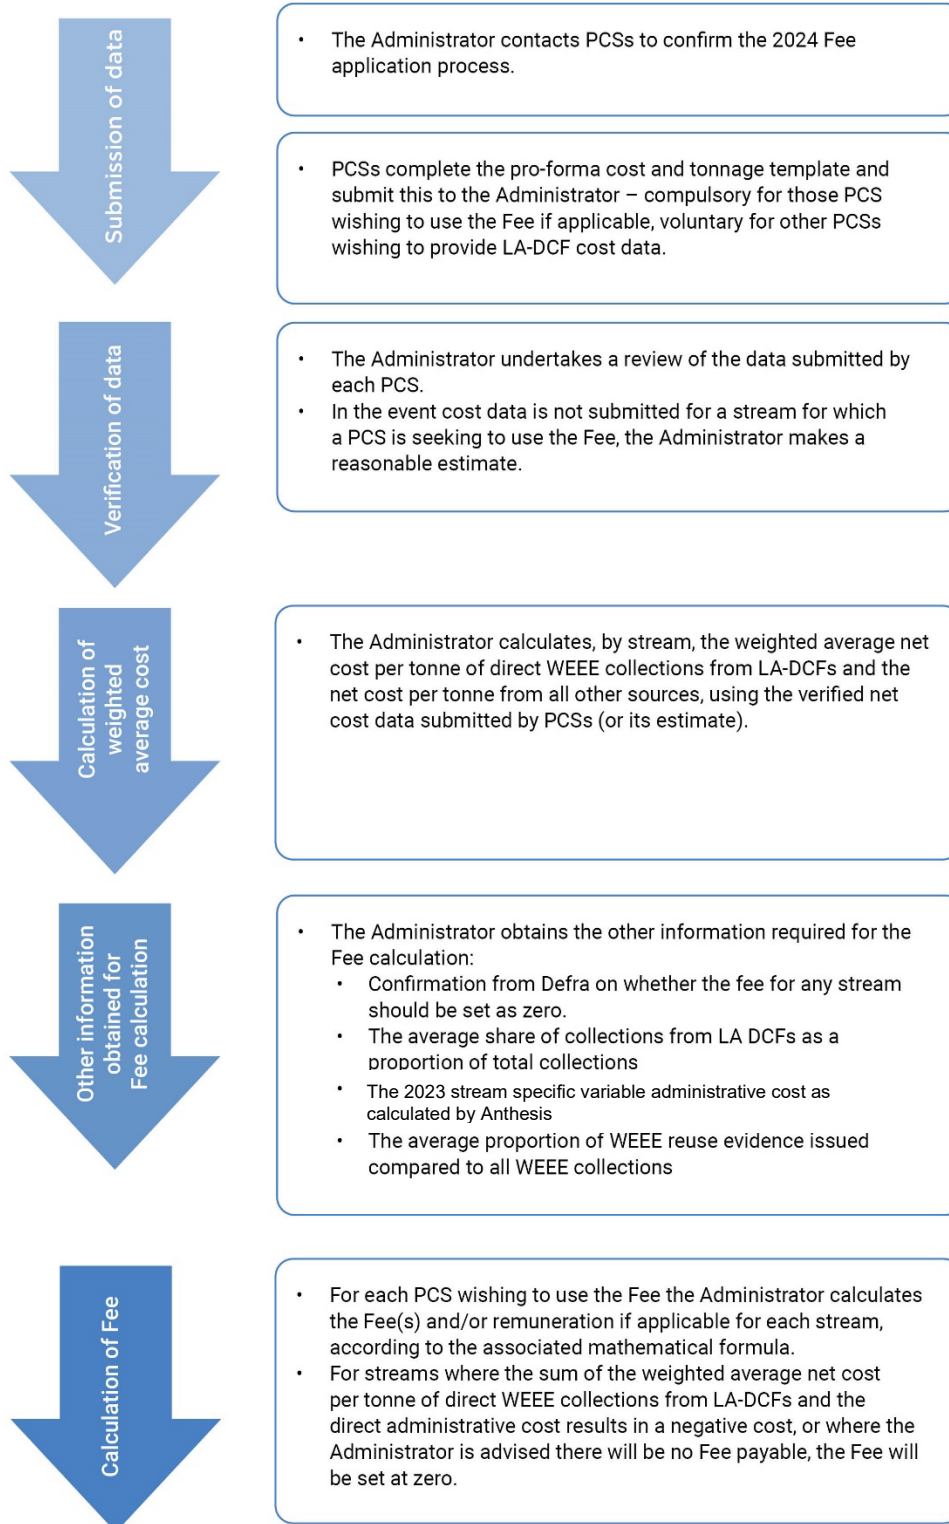 Submission of data
• The Administrator contacts PCSs to confirm the 2024 Fee
application process.
• PCSs complete the pro-forma cost and tonnage template and
submit this to the Administrator – compulsory for those PCS
wishing to use the Fee if applicable, voluntary for other PCSs
wishing to provide LA-DCF cost data.
Verification of data
• The Administrator undertakes a review of the data submitted by
each PCS.
• In the event cost data is not submitted for a stream for which
a PCS is seeking to use the Fee, the Administrator makes a
reasonable estimate.
Calculation of
weighted
average cost
• The Administrator calculates, by stream, the weighted average net
cost per tonne of direct WEEE collections from LA-DCFs and the
net cost per tonne from all other sources, using the verified net
cost data submitted by PCSs (or its estimate).
Other information
obtained for
Fee calculation
• The Administrator obtains the other information required for the
Fee calculation:
• Confirmation from Defra on whether the fee for any stream
should be set as zero.
• The average share of collections from LA DCFs as a
proportion of total collections
• The 2023 stream specific variable administrative cost as
calculated by Anthesis
• The average proportion of WEEE reuse evidence issued
compared to all WEEE collections
Calculation of Fee
• For each PCS wishing to use the Fee the Administrator calculates
the Fee(s) and/or remuneration if applicable for each stream,
according to the associated mathematical formula.
• For streams where the sum of the weighted average net cost
per tonne of direct WEEE collections from LA-DCFs and the
direct administrative cost results in a negative cost, or where the
Administrator is advised there will be no Fee payable, the Fee will
be set at zero.